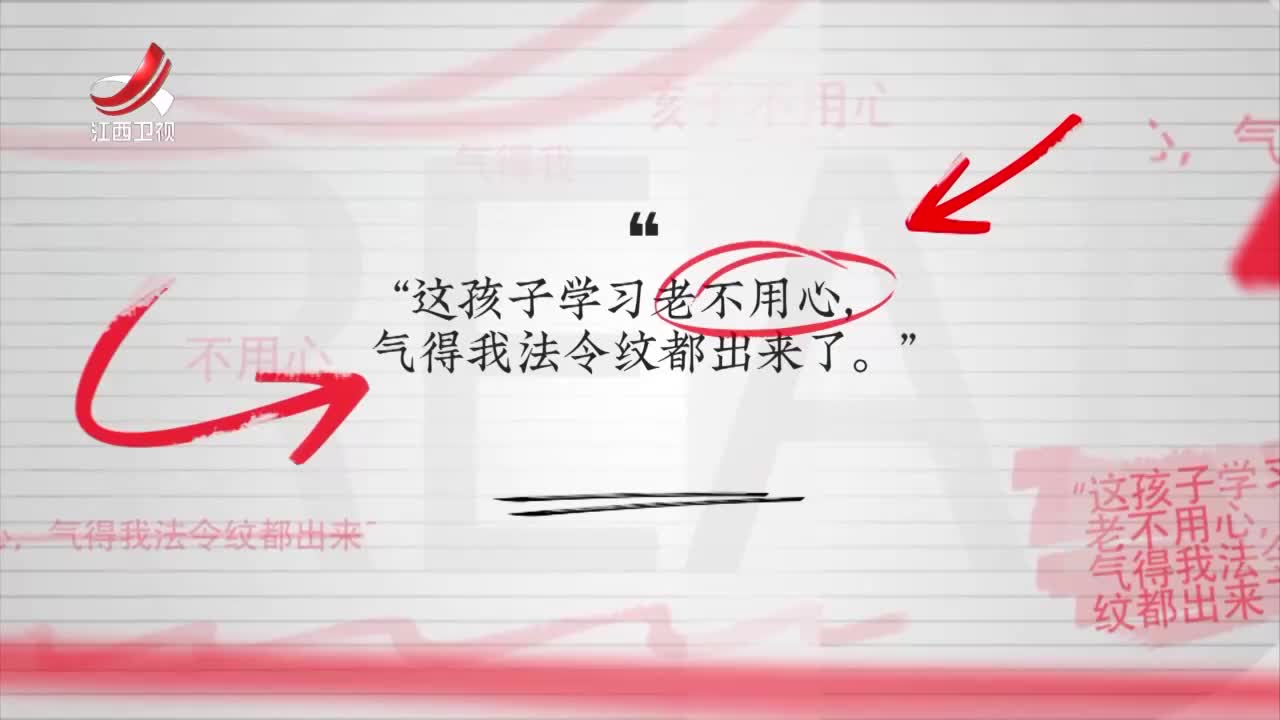 江西卫视
孩子不用心
气得我
心，气
“
“这孩子学习老不用心，
气得我法令纹都出来了。”
不用心
REA
心，气得我法令纹都出来了
“这孩子学习
老不用心，
气得我法令
纹都出来